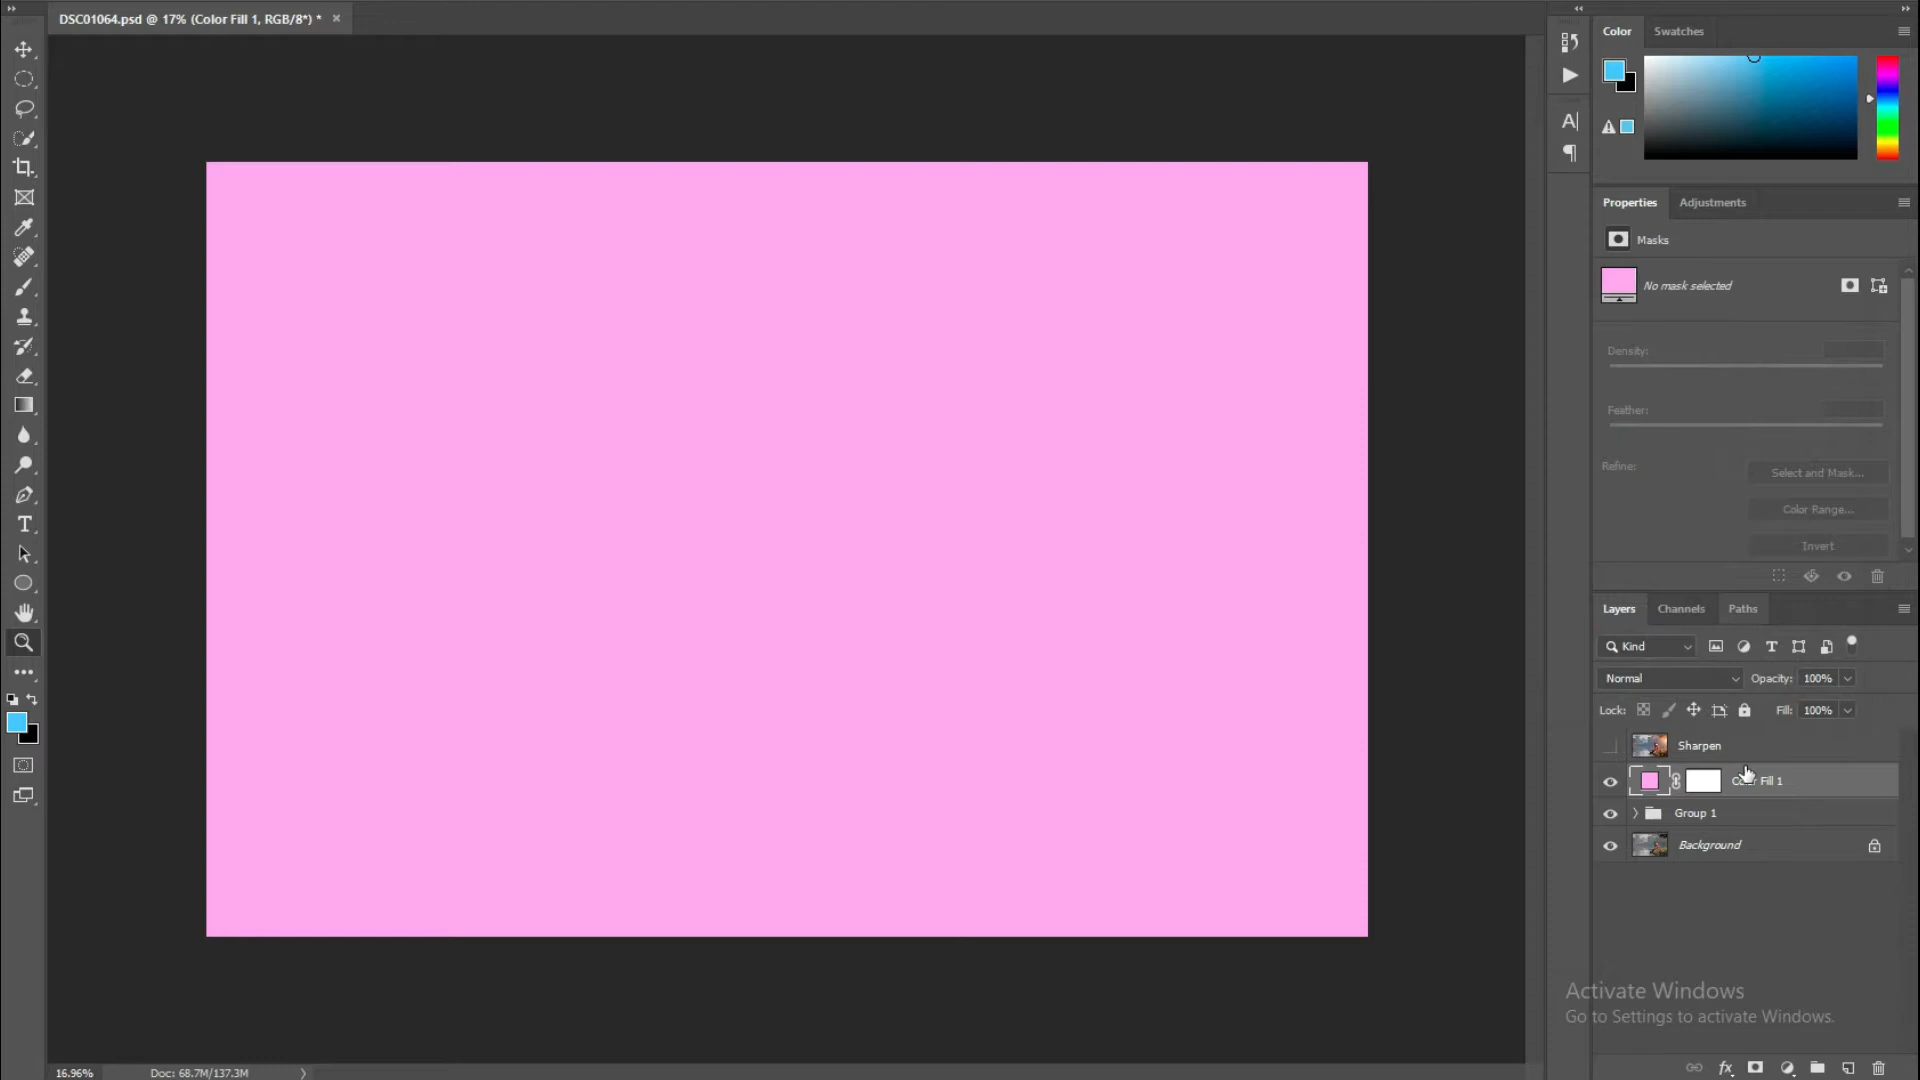 DSC01064.psd @ 17% (Color Fill 1, RGB/8*) *
Color
Swatches
Properties
Adjustments
Masks
No mask selected
Density:
Feather:
Refine:
Select and Mask...
Color Range...
Invert
Layers
Channels
Paths
Kind
Normal
Opacity: 100%
Lock:
Fill: 100%
Sharpen
Color Fill 1
Group 1
Background
Activate Windows
Go to Settings to activate Windows.
16.96%
Doc: 68.7M/137.3M